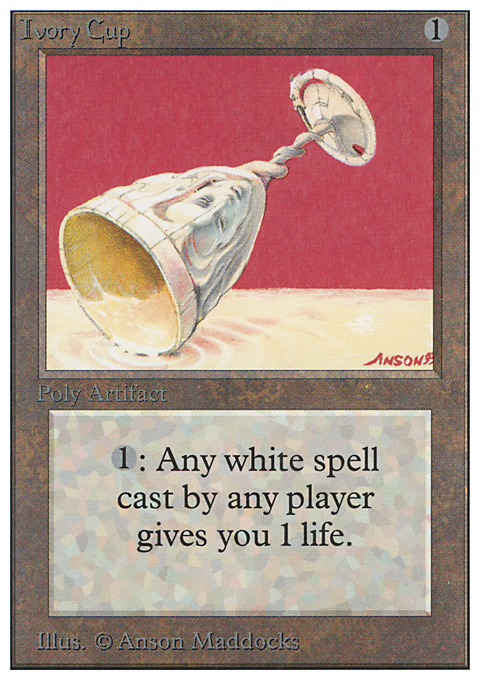 Ivory Cup 1
ANSON93
Poly Artifact
1: Any white spell
cast by any player
gives you 1 life.
Illus. © Anson Maddocks